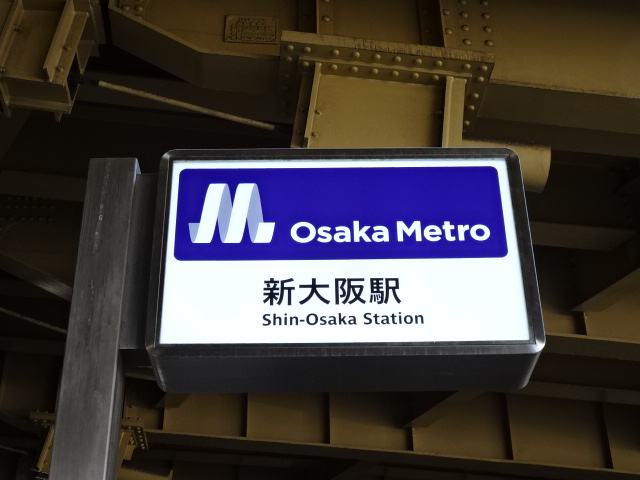 Osaka Metro
新大阪駅
Shin-Osaka Station